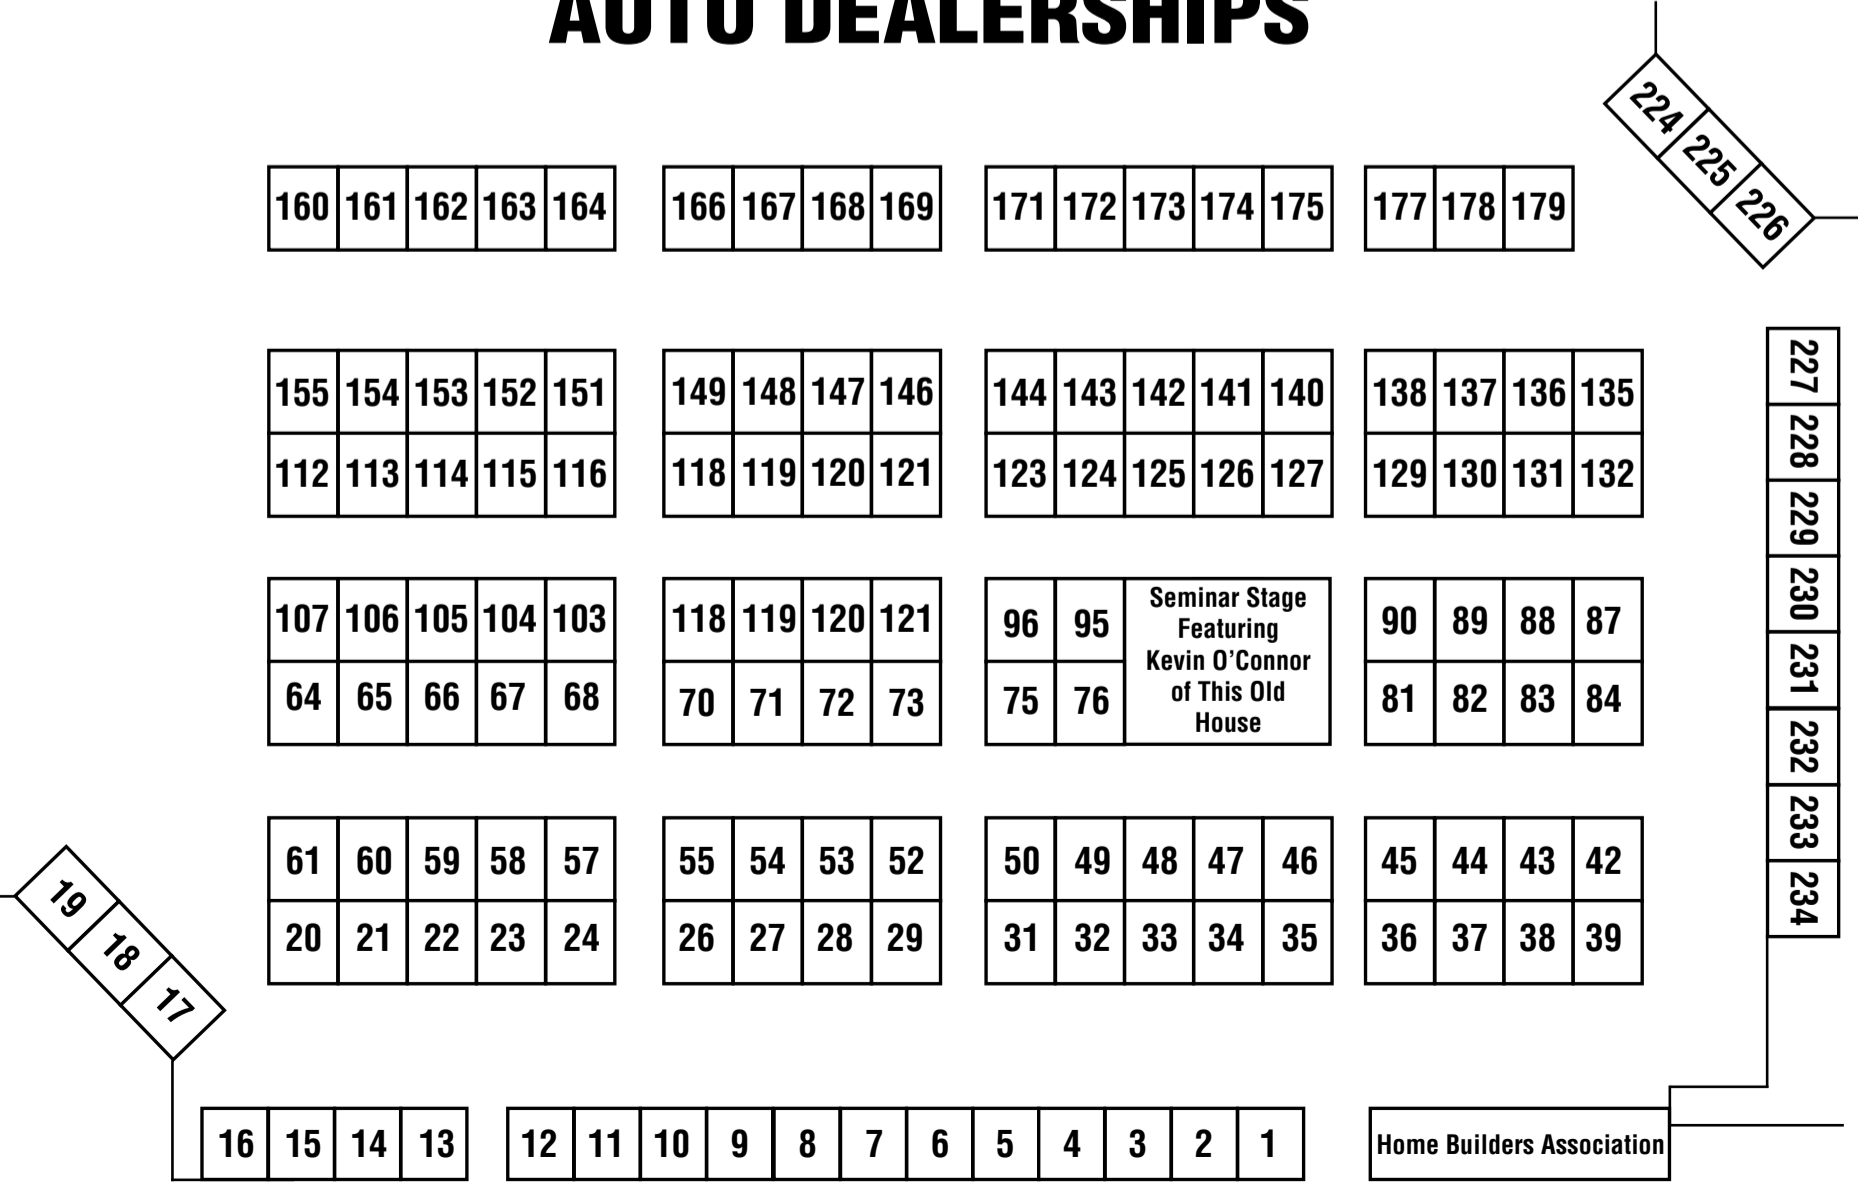 AUTO DEALERSHIPS
224
225
226
160 161 162 163 164 166 167 168 169 171 172 173 174 175 177 178 179
155 154 153 152 151 149 148 147 146 144 143 142 141 140 138 137 136 135
112 113 114 115 116 118 119 120 121 123 124 125 126 127 129 130 131 132
107 106 105 104 103 118 119 120 121 96 95
64 65 66 67 68 70 71 72 73 75 76
Seminar Stage
Featuring
Kevin O’Connor
of This Old
House
90 89 88 87
81 82 83 84
227
228
229
230
231
232
233
234
61 60 59 58 57 55 54 53 52 50 49 48 47 46 45 44 43 42
20 21 22 23 24 26 27 28 29 31 32 33 34 35 36 37 38 39
19
18
17
16 15 14 13 12 11 10 9 8 7 6 5 4 3 2 1
Home Builders Association